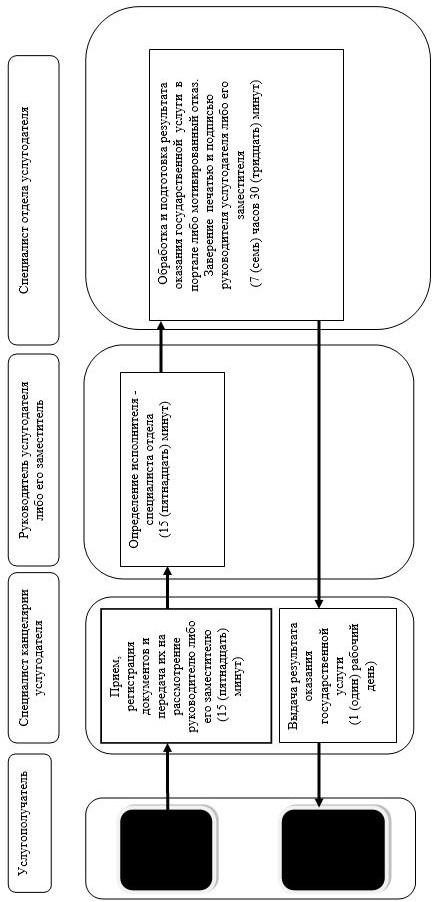 Услугополучатель
Специалист канцелярии
услугодателя
Руководитель услугодателя
либо его заместитель
Специалист отдела услугодателя
Прием,
регистрация
документов и
передача их на
рассмотрение
руководителю либо
его заместителю
(15 (пятнадцать)
минут)
Определение исполнителя -
специалиста отдела
(15 (пятнадцать) минут)
Обработка и подготовка результата
оказания государственной услуги в
портале либо мотивированный отказ.
Заверение печатью и подписью
руководителя услугодателя либо его
заместителя
(7 (семь) часов 30 (тридцать) минут)
Выдача результата
оказания
государственной
услуги
(1 (один) рабочий
день)